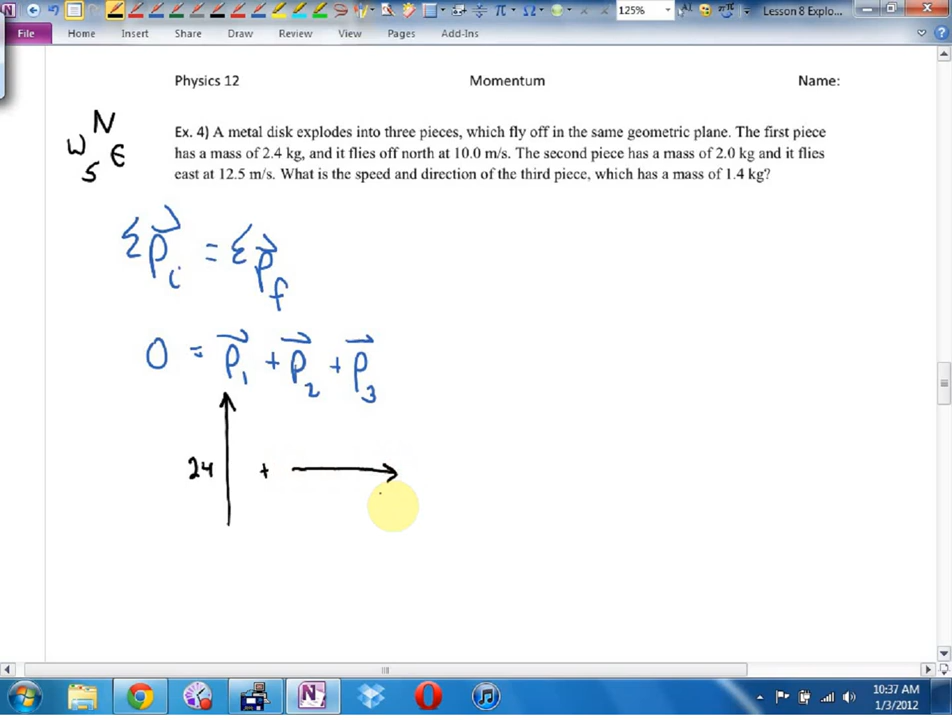 125% Lesson 8 Explo...
File Home Insert Share Draw Review View Pages Add-Ins
Physics 12 Momentum Name:
N
W E
S
Ex. 4) A metal disk explodes into three pieces, which fly off in the same geometric plane. The first piece
has a mass of 2.4 kg, and it flies off north at 10.0 m/s. The second piece has a mass of 2.0 kg and it flies
east at 12.5 m/s. What is the speed and direction of the third piece, which has a mass of 1.4 kg?
Σp⃗i = Σp⃗f
0 = p⃗1 + p⃗2 + p⃗3
24 +
10:37 AM
1/3/2012